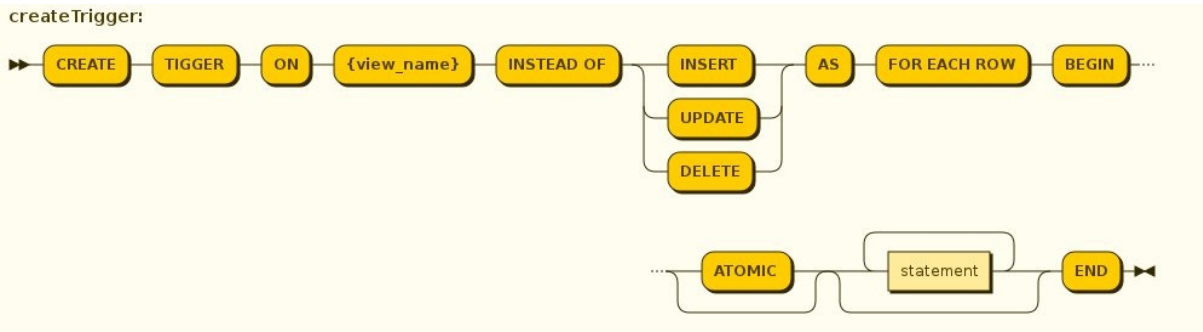 createTrigger:
CREATE TIGGER ON {view_name} INSTEAD OF INSERT AS FOR EACH ROW BEGIN
UPDATE
DELETE
ATOMIC statement END